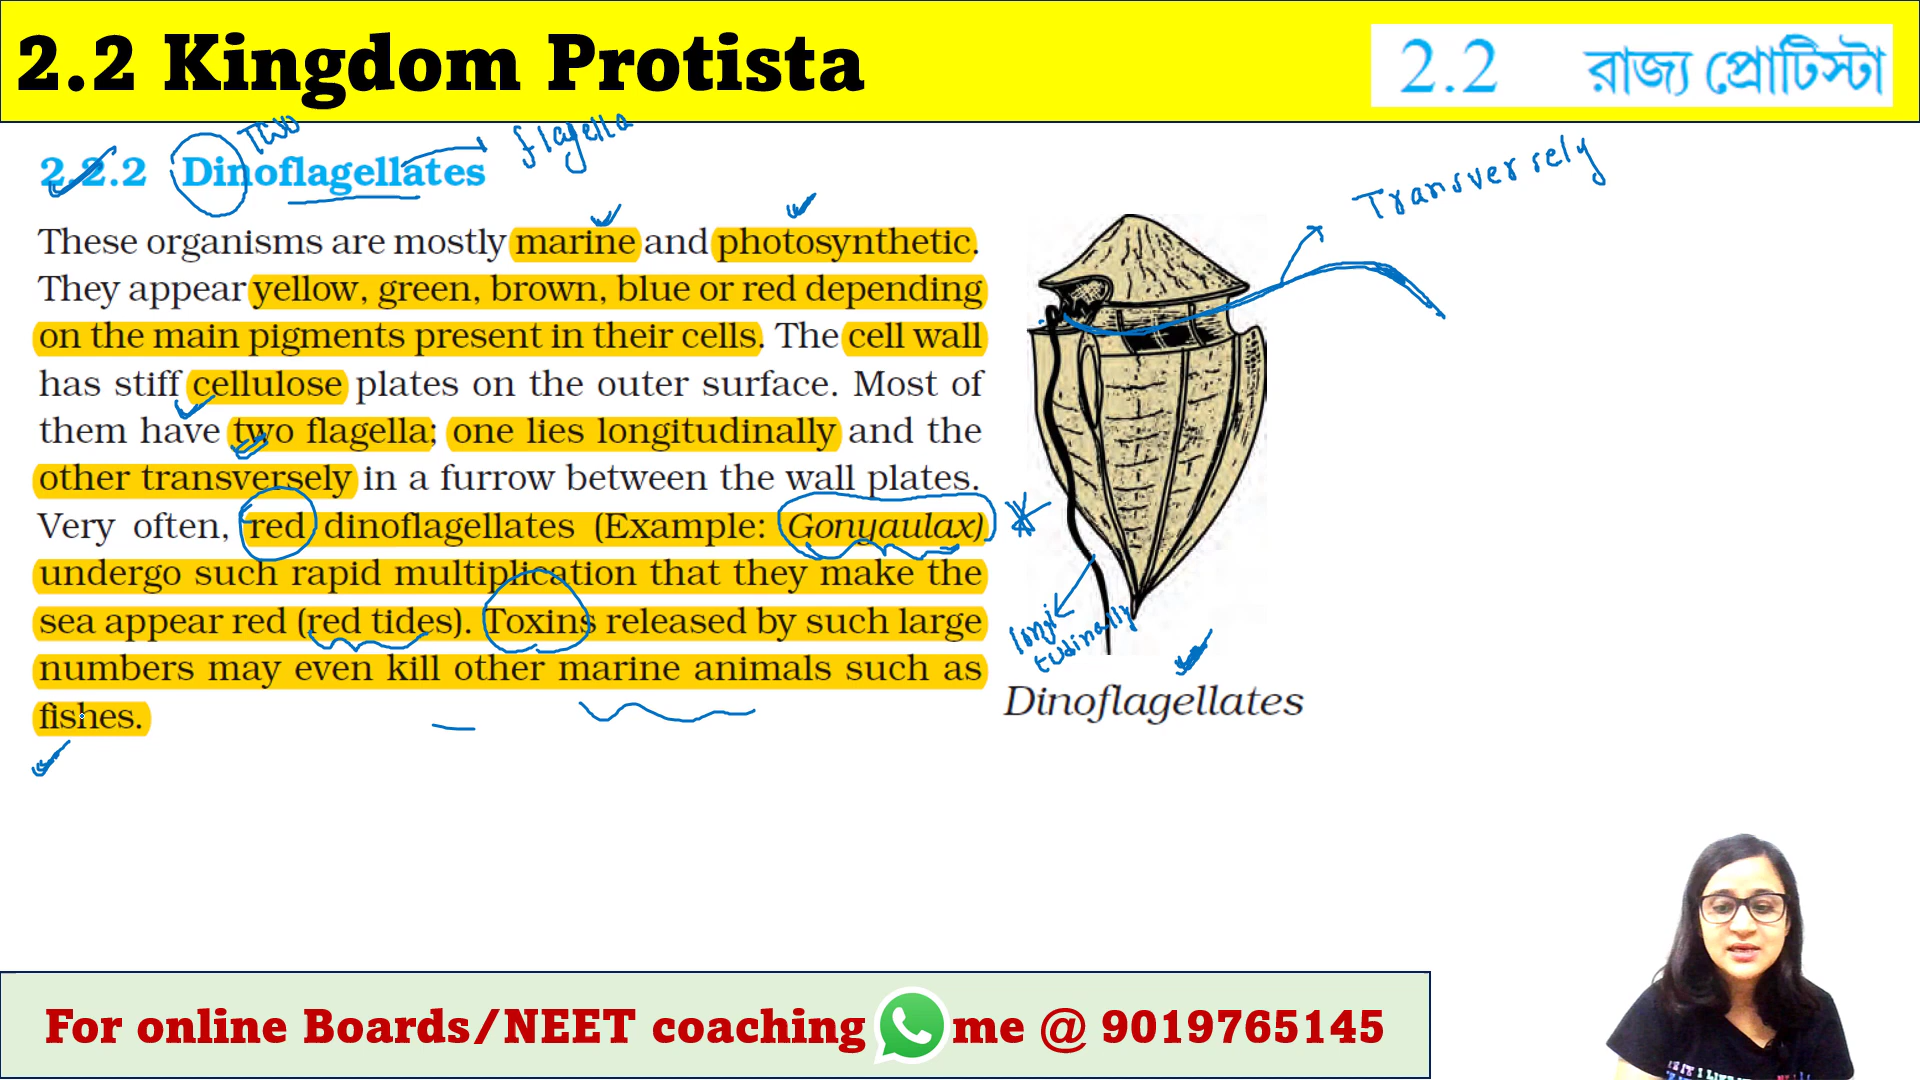 2.2 Kingdom Protista
2.2 রাজ্য প্রোটিস্টা
Two
flagella
2.2.2 Dinoflagellates
Transversely
These organisms are mostly marine and photosynthetic.
They appear yellow, green, brown, blue or red depending
on the main pigments present in their cells. The cell wall
has stiff cellulose plates on the outer surface. Most of
them have two flagella; one lies longitudinally and the
other transversely in a furrow between the wall plates.
Very often, red dinoflagellates (Example: Gonyaulax)
undergo such rapid multiplication that they make the
sea appear red (red tides). Toxins released by such large
numbers may even kill other marine animals such as
fishes.
longi
tudinally
Dinoflagellates
For online Boards/NEET coaching me @ 9019765145